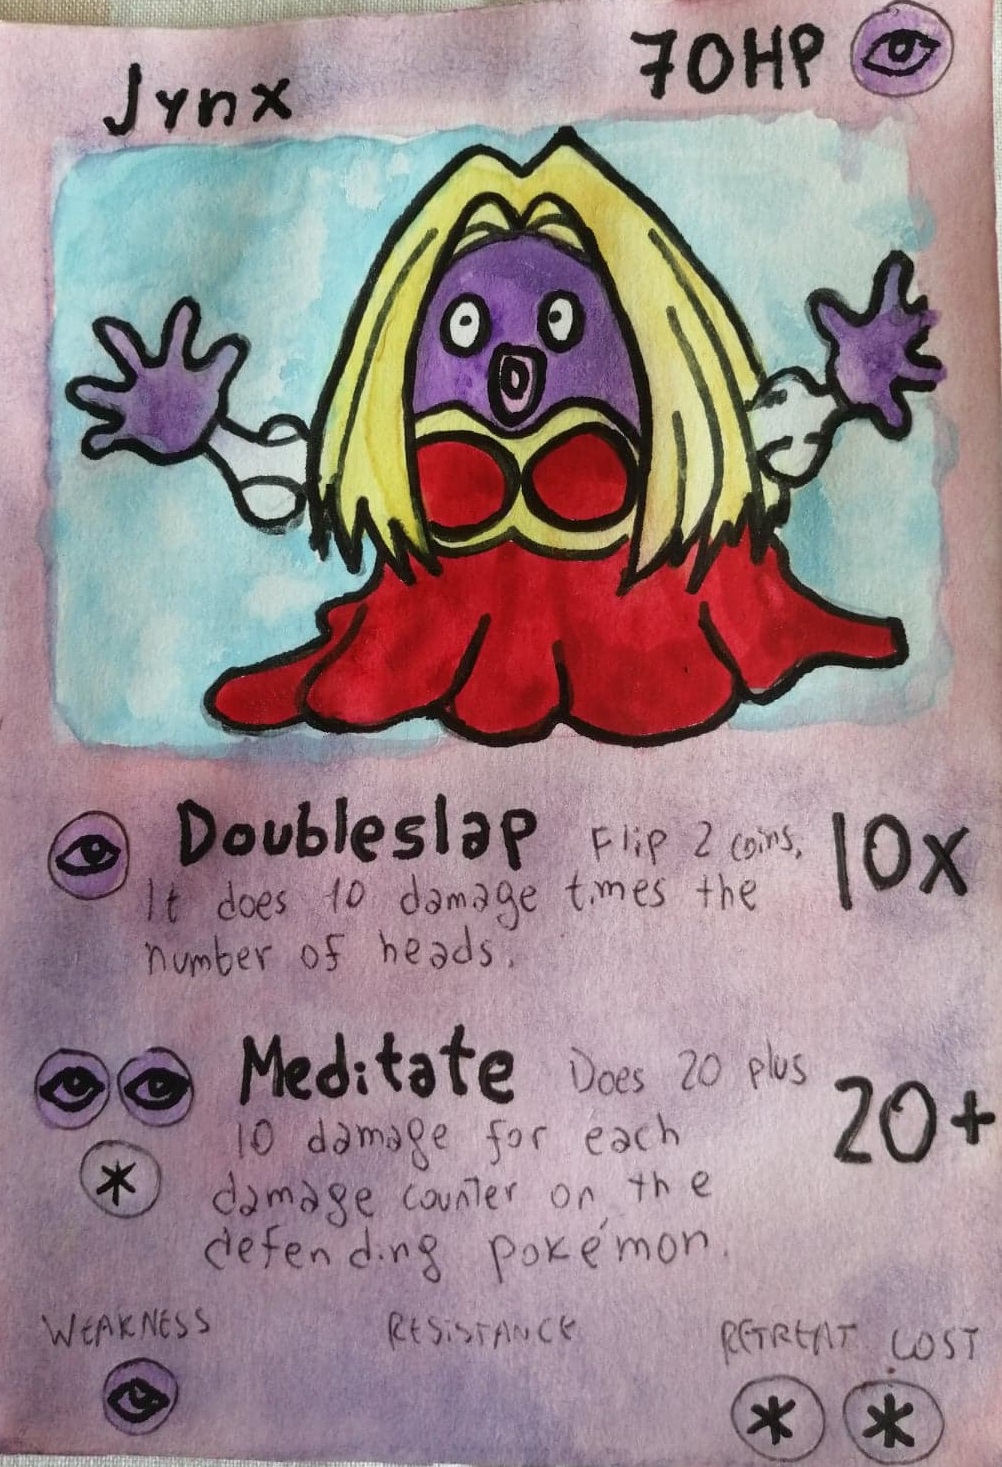 Jynx 70HP
Doubleslap Flip 2 coins. 10x
It does 10 damage times the
number of heads.
Meditate Does 20 plus 20+
10 damage for each
damage counter on the
defending pokémon.
WEAKNESS RESISTANCE RETREAT COST